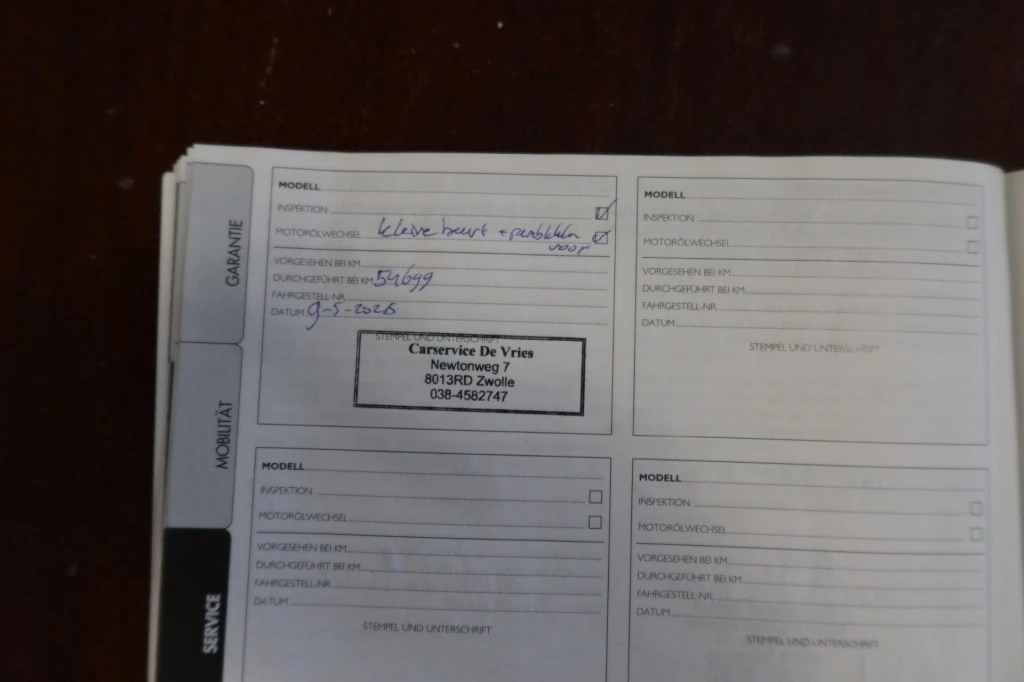 GARANTIE
MOBILITÄT
SERVICE
MODELL
INSPEKTION
MOTORÖLWECHSEL kleine beurt +
voor
VORGESEHEN BEI KM
DURCHGEFÜHRT BEI KM 54699
FAHRGESTELL-NR.
DATUM 9-5-2026
STEMPEL UND UNTERSCHRIFT
Carservice De Vries
Newtonweg 7
8013RD Zwolle
038-4582747
MODELL
INSPEKTION
MOTORÖLWECHSEL
VORGESEHEN BEI KM
DURCHGEFÜHRT BEI KM
FAHRGESTELL-NR.
DATUM
STEMPEL UND UNTERSCHRIFT
MODELL
INSPEKTION
MOTORÖLWECHSEL
VORGESEHEN BEI KM
DURCHGEFÜHRT BEI KM
FAHRGESTELL-NR.
DATUM
STEMPEL UND UNTERSCHRIFT
MODELL
INSPEKTION
MOTORÖLWECHSEL
VORGESEHEN BEI KM
DURCHGEFÜHRT BEI KM
FAHRGESTELL-NR.
DATUM
STEMPEL UND UNTERSCHRIFT